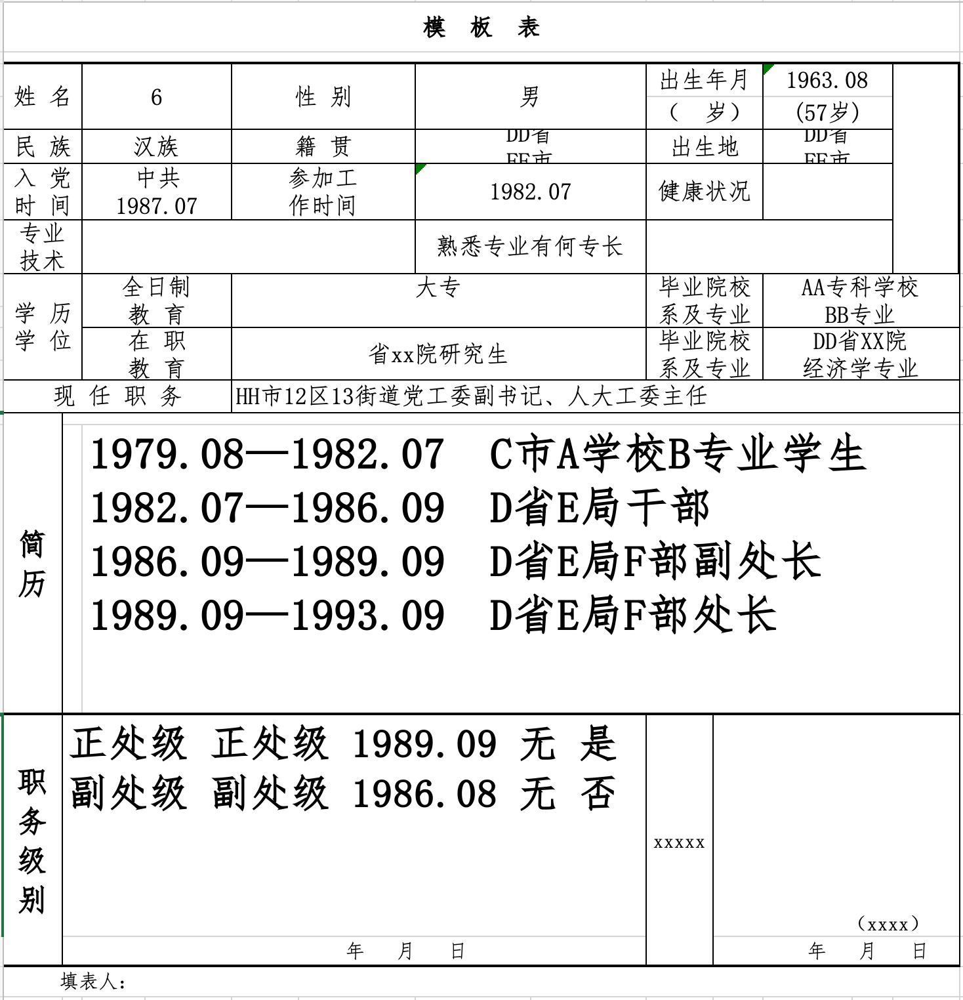 模 板 表
姓 名
6
性 别
男
出生年月
1963.08
（　岁）
(57岁)
民 族
汉族
籍 贯
DD省
FF市
出生地
DD省
FF市
入 党
时 间
中共
1987.07
参加工
作时间
1982.07
健康状况
专业
技术
熟悉专业有何专长
学 历
学 位
全日制
教 育
大专
毕业院校
系及专业
AA专科学校
BB专业
在 职
教 育
省xx院研究生
毕业院校
系及专业
DD省XX院
经济学专业
现 任 职 务
HH市12区13街道党工委副书记、人大工委主任
简
历
1979.08—1982.07　C市A学校B专业学生
1982.07—1986.09　D省E局干部
1986.09—1989.09　D省E局F部副处长
1989.09—1993.09　D省E局F部处长
职
务
级
别
正处级 正处级 1989.09 无 是
副处级 副处级 1986.08 无 否
年　月　日
xxxxx
（xxxx）
年　月　日
填表人：